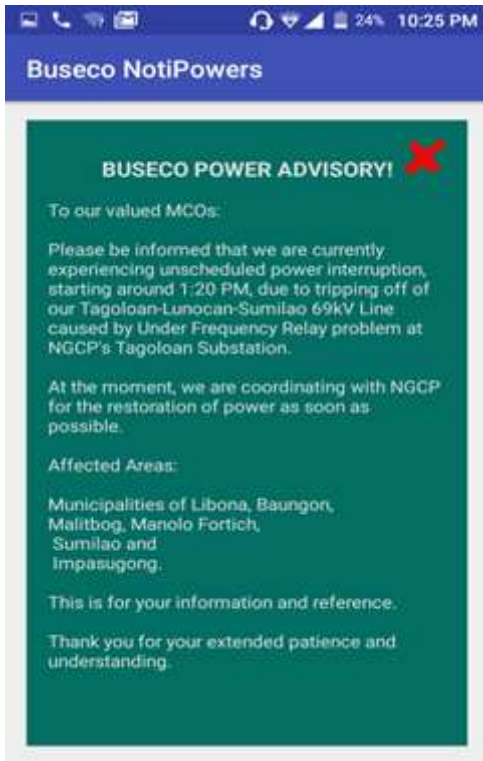 24% 10:25 PM
Buseco NotiPowers
BUSECO POWER ADVISORY!
To our valued MCOs:
Please be informed that we are currently
experiencing unscheduled power interruption,
starting around 1:20 PM, due to tripping off of
our Tagoloan-Lunocan-Sumilao 69kV Line
caused by Under Frequency Relay problem at
NGCP's Tagoloan Substation.
At the moment, we are coordinating with NGCP
for the restoration of power as soon as
possible.
Affected Areas:
Municipalities of Libona, Baungon,
Malitbog, Manolo Fortich,
Sumilao and
Impasugong.
This is for your information and reference.
Thank you for your extended patience and
understanding.